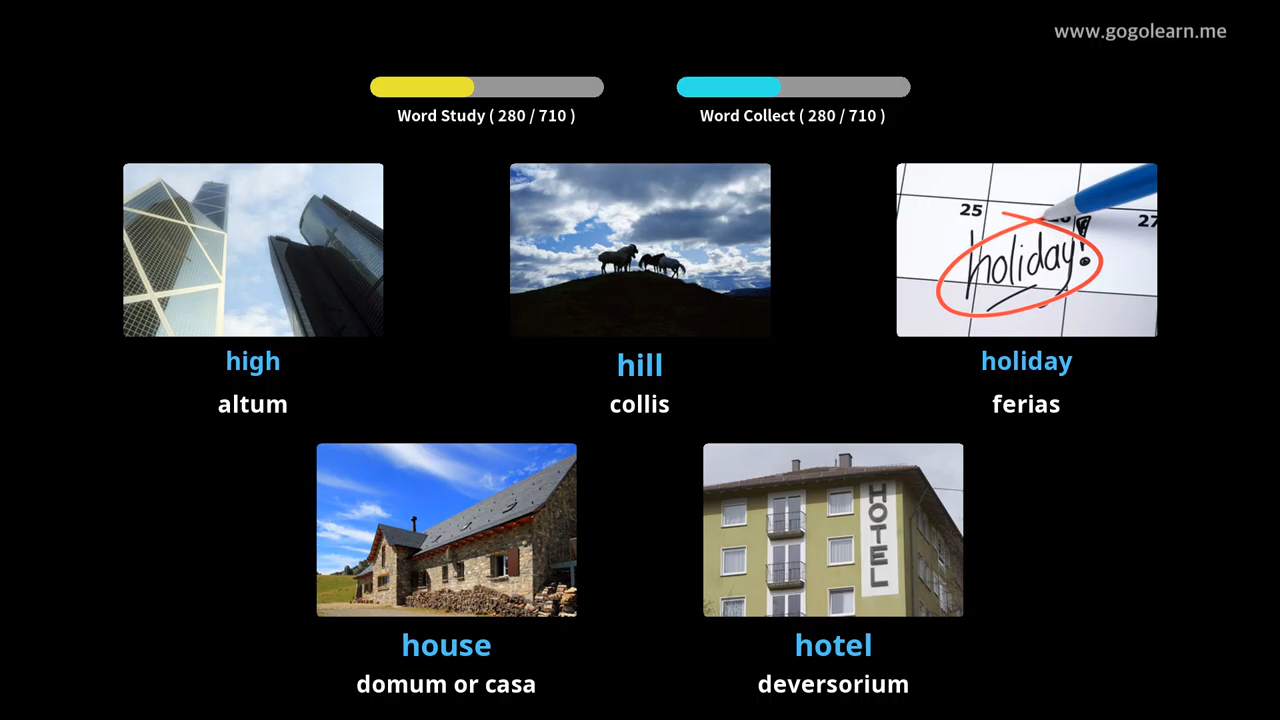 www.gogolearn.me
Word Study ( 280 / 710 )
Word Collect ( 280 / 710 )
25
27
holiday!
HOTEL
high
hill
holiday
altum
collis
ferias
house
hotel
domum or casa
deversorium